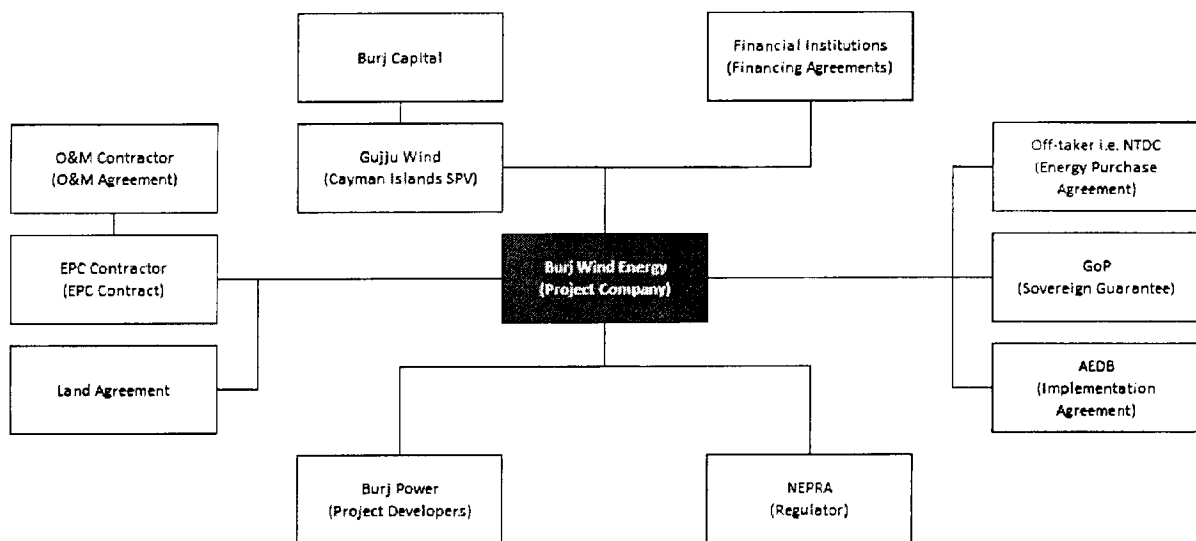 Burj Capital
Financial Institutions
(Financing Agreements)
O&M Contractor
(O&M Agreement)
Gujju Wind
(Cayman Islands SPV)
Off-taker i.e. NTDC
(Energy Purchase
Agreement)
EPC Contractor
(EPC Contract)
Burj Wind Energy
(Project Company)
GoP
(Sovereign Guarantee)
Land Agreement
AEDB
(Implementation
Agreement)
Burj Power
(Project Developers)
NEPRA
(Regulator)